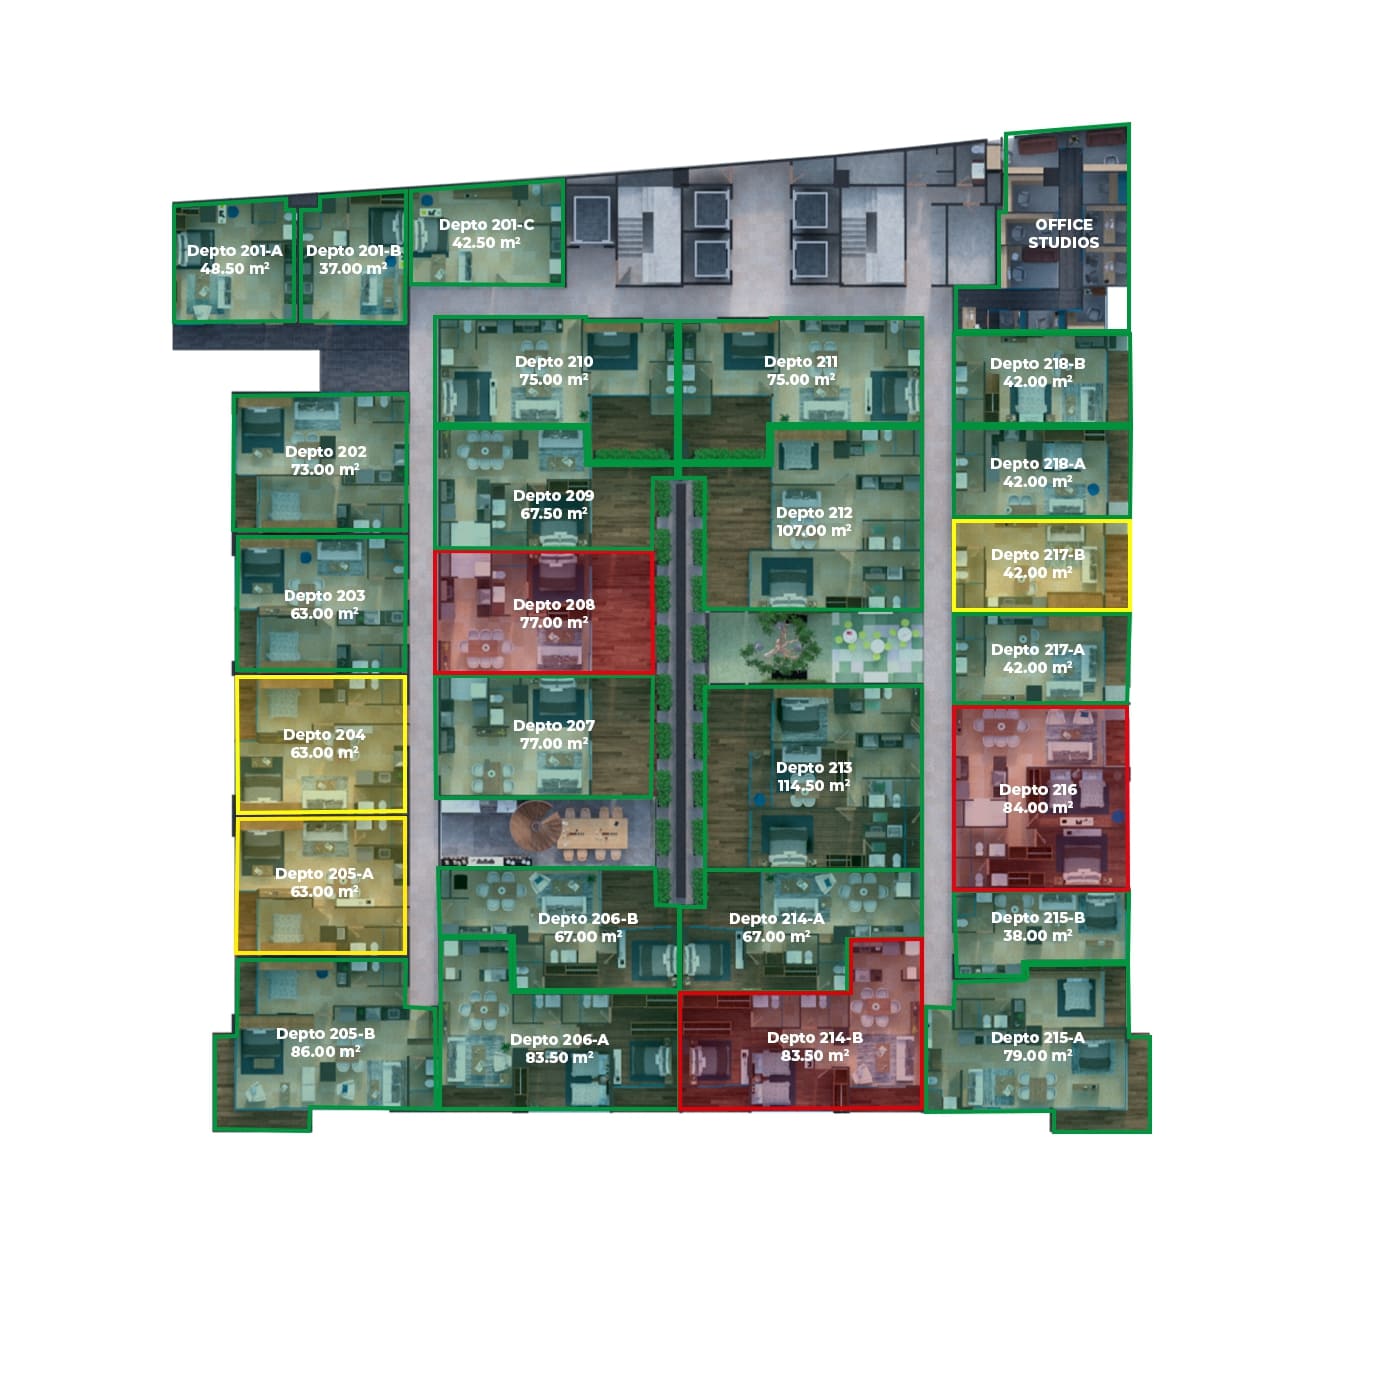 OFFICE
STUDIOS
Depto 201-C
42.50 m²
Depto 201-A
48.50 m²
Depto 201-B
37.00 m²
Depto 210
75.00 m²
Depto 211
75.00 m²
Depto 218-B
42.00 m²
Depto 202
73.00 m²
Depto 209
67.50 m²
Depto 212
107.00 m²
Depto 218-A
42.00 m²
Depto 217-B
42.00 m²
Depto 203
63.00 m²
Depto 208
77.00 m²
Depto 217-A
42.00 m²
Depto 204
63.00 m²
Depto 207
77.00 m²
Depto 213
114.50 m²
Depto 216
84.00 m²
Depto 205-A
63.00 m²
Depto 206-B
67.00 m²
Depto 214-A
67.00 m²
Depto 215-B
38.00 m²
Depto 205-B
86.00 m²
Depto 206-A
83.50 m²
Depto 214-B
83.50 m²
Depto 215-A
79.00 m²